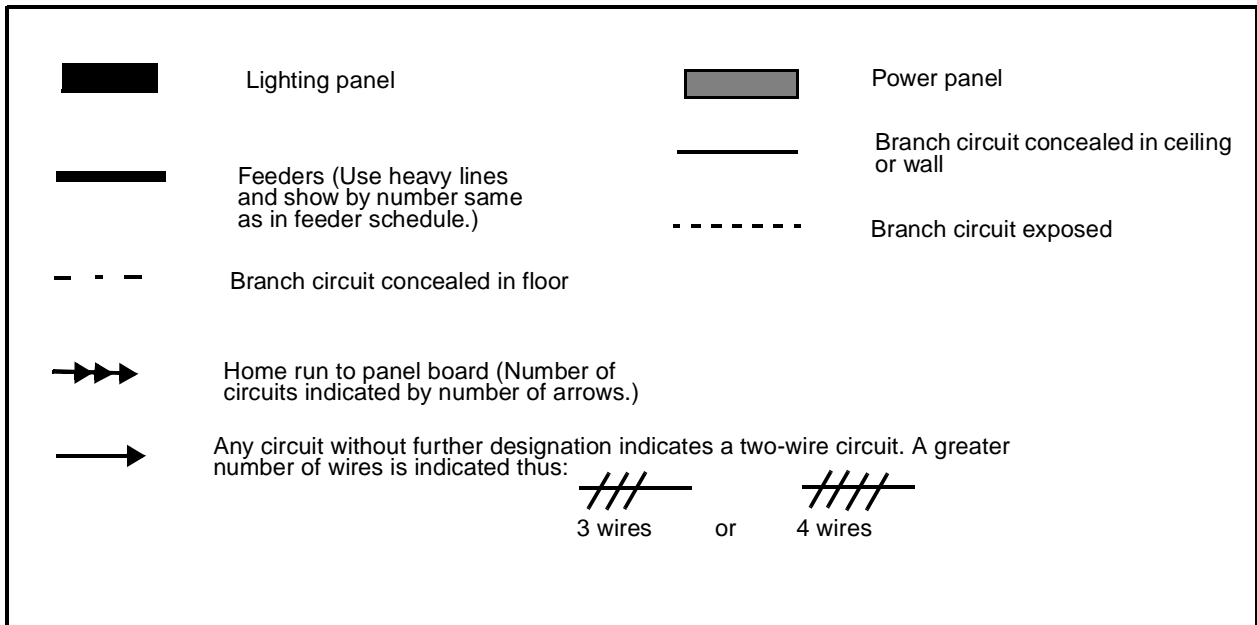 Lighting panel
Power panel
Branch circuit concealed in ceiling
or wall
Feeders (Use heavy lines
and show by number same
as in feeder schedule.)
Branch circuit exposed
Branch circuit concealed in floor
Home run to panel board (Number of
circuits indicated by number of arrows.)
Any circuit without further designation indicates a two-wire circuit. A greater
number of wires is indicated thus:
3 wires or 4 wires